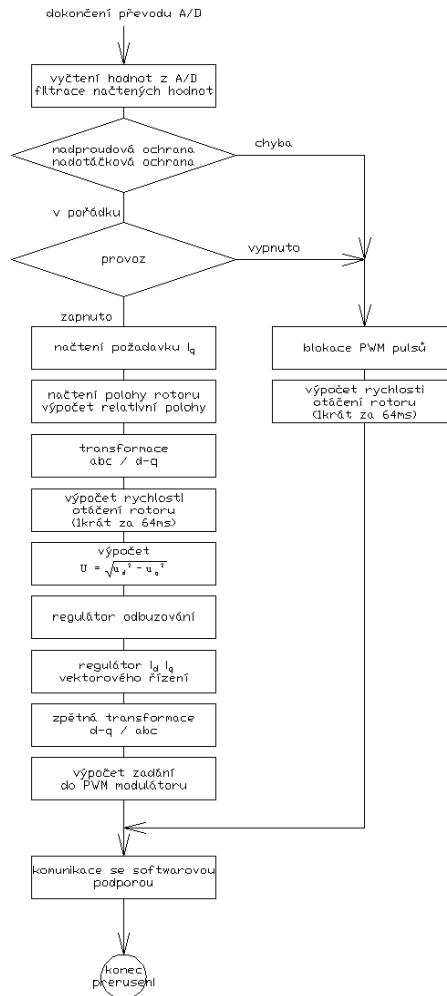 dokončení převodu A/D
vyčtení hodnot z A/D
filtrace načtených hodnot
nadproudová ochrana
nadotáčková ochrana
chyba
v pořádku
provoz
vypnuto
zapnuto
načtení požadavku Iq
blokace PWM pulsů
načtení polohy rotoru
výpočet relativní polohy
výpočet rychlosti
otáčení rotoru
(1krát za 64ms)
transformace
abc / d-q
výpočet rychlosti
otáčení rotoru
(1krát za 64ms)
výpočet
U = √u_d² - u_q²
regulátor odbuzování
regulátor Id Iq
vektorového řízení
zpětná transformace
d-q / abc
výpočet zadání
do PWM modulátoru
komunikace se softwarovou
podporou
konec
prerusení